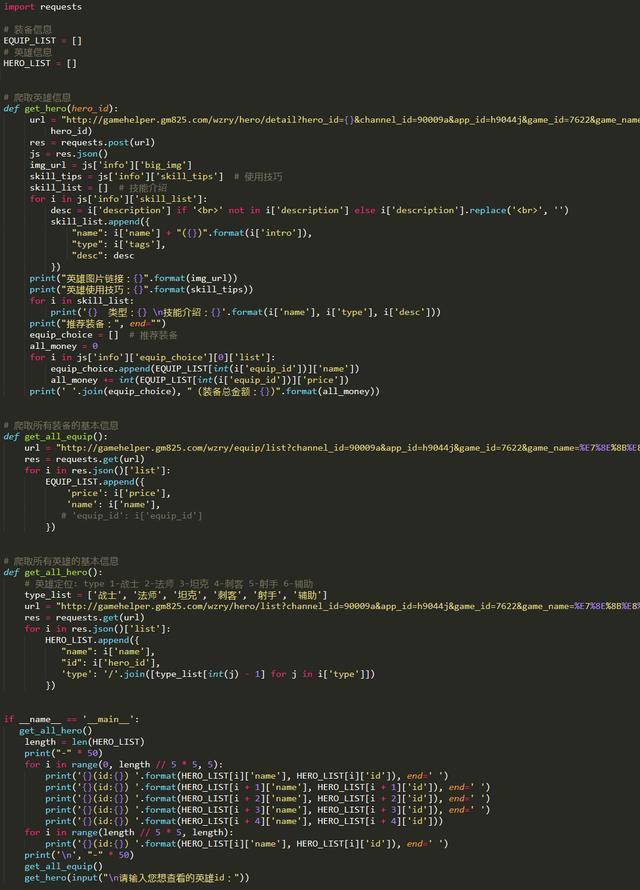 import requests
# 装备信息
EQUIP_LIST = []
# 英雄信息
HERO_LIST = []
# 爬取英雄信息
def get_hero(hero_id):
    url = "http://gamehelper.gm825.com/wzry/hero/detail?hero_id={}&channel_id=90009a&app_id=h9044j&game_id=7622&game_name
        hero_id)
    res = requests.post(url)
    js = res.json()
    img_url = js['info']['big_img']
    skill_tips = js['info']['skill_tips']  # 使用技巧
    skill_list = []  # 技能介绍
    for i in js['info']['skill_list']:
        desc = i['description'] if '<br>' not in i['description'] else i['description'].replace('<br>', '')
        skill_list.append({
            "name": i['name'] + "({})".format(i['intro']),
            "type": i['tags'],
            "desc": desc
        })
    print("英雄图片链接：{}".format(img_url))
    print("英雄使用技巧：{}".format(skill_tips))
    for i in skill_list:
        print('{}  类型：{} \n技能介绍：{}'.format(i['name'], i['type'], i['desc']))
    print("推荐装备：", end="")
    equip_choice = []  # 推荐装备
    all_money = 0
    for i in js['info']['equip_choice'][0]['list']:
        equip_choice.append(EQUIP_LIST[int(i['equip_id'])]['name'])
        all_money += int(EQUIP_LIST[int(i['equip_id'])]['price'])
    print(' '.join(equip_choice), "（装备总金额：{})".format(all_money))
# 爬取所有装备的基本信息
def get_all_equip():
    url = "http://gamehelper.gm825.com/wzry/equip/list?channel_id=90009a&app_id=h9044j&game_id=7622&game_name=%E7%8E%8B%E8
    res = requests.get(url)
    for i in res.json()['list']:
        EQUIP_LIST.append({
            'price': i['price'],
            'name': i['name'],
           # 'equip_id': i['equip_id']
        })
# 爬取所有英雄的基本信息
def get_all_hero():
    # 英雄定位: type 1-战士 2-法师 3-坦克 4-刺客 5-射手 6-辅助
    type_list = ['战士', '法师', '坦克', '刺客', '射手', '辅助']
    url = "http://gamehelper.gm825.com/wzry/hero/list?channel_id=90009a&app_id=h9044j&game_id=7622&game_name=%E7%8E%8B%E8%
    res = requests.get(url)
    for i in res.json()['list']:
        HERO_LIST.append({
            "name": i['name'],
            "id": i['hero_id'],
            'type': '/'.join([type_list[int(j) - 1] for j in i['type']])
        })
if __name__ == '__main__':
    get_all_hero()
    length = len(HERO_LIST)
    print("-" * 50)
    for i in range(0, length // 5 * 5, 5):
        print('{}(id:{}) '.format(HERO_LIST[i]['name'], HERO_LIST[i]['id']), end=' ')
        print('{}(id:{}) '.format(HERO_LIST[i + 1]['name'], HERO_LIST[i + 1]['id']), end=' ')
        print('{}(id:{}) '.format(HERO_LIST[i + 2]['name'], HERO_LIST[i + 2]['id']), end=' ')
        print('{}(id:{}) '.format(HERO_LIST[i + 3]['name'], HERO_LIST[i + 3]['id']), end=' ')
        print('{}(id:{}) '.format(HERO_LIST[i + 4]['name'], HERO_LIST[i + 4]['id']))
    for i in range(length // 5 * 5, length):
        print('{}(id:{}) '.format(HERO_LIST[i]['name'], HERO_LIST[i]['id']), end=' ')
    print('\n', "-" * 50)
    get_all_equip()
    get_hero(input("\n请输入您想查看的英雄id："))